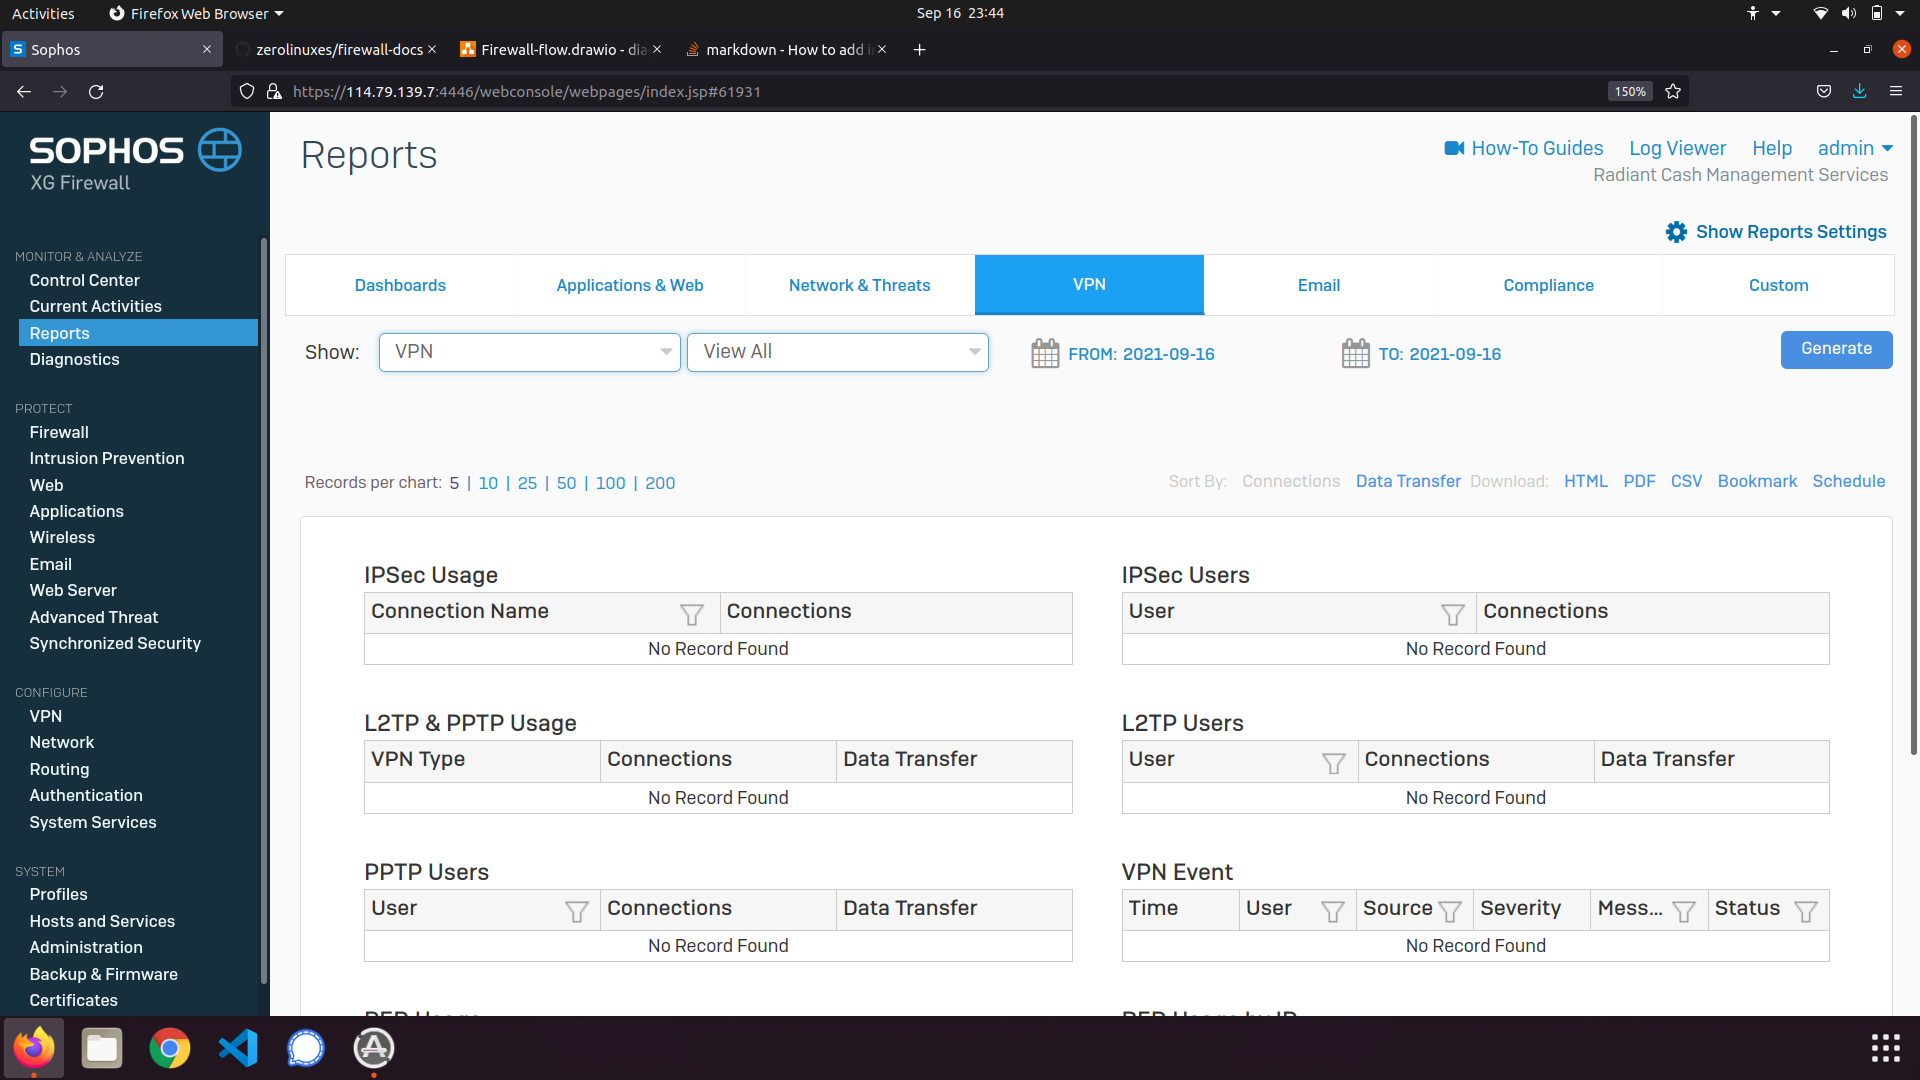 Activities
Firefox Web Browser
Sep 16 23:44
Sophos
zerolinuxes/firewall-docs
Firewall-flow.drawio - dia
markdown - How to add i
https://114.79.139.7:4446/webconsole/webpages/index.jsp#61931
150%
SOPHOS
XG Firewall
MONITOR & ANALYZE
Control Center
Current Activities
Reports
Diagnostics
PROTECT
Firewall
Intrusion Prevention
Web
Applications
Wireless
Email
Web Server
Advanced Threat
Synchronized Security
CONFIGURE
VPN
Network
Routing
Authentication
System Services
SYSTEM
Profiles
Hosts and Services
Administration
Backup & Firmware
Certificates
Reports
How-To Guides Log Viewer Help admin
Radiant Cash Management Services
Show Reports Settings
Dashboards Applications & Web Network & Threats VPN Email Compliance Custom
Show: VPN View All FROM: 2021-09-16 TO: 2021-09-16 Generate
Records per chart: 5 | 10 | 25 | 50 | 100 | 200
Sort By: Connections Data Transfer Download: HTML PDF CSV Bookmark Schedule
IPSec Usage
Connection Name Connections
No Record Found
IPSec Users
User Connections
No Record Found
L2TP & PPTP Usage
VPN Type Connections Data Transfer
No Record Found
L2TP Users
User Connections Data Transfer
No Record Found
PPTP Users
User Connections Data Transfer
No Record Found
VPN Event
Time User Source Severity Mess... Status
No Record Found